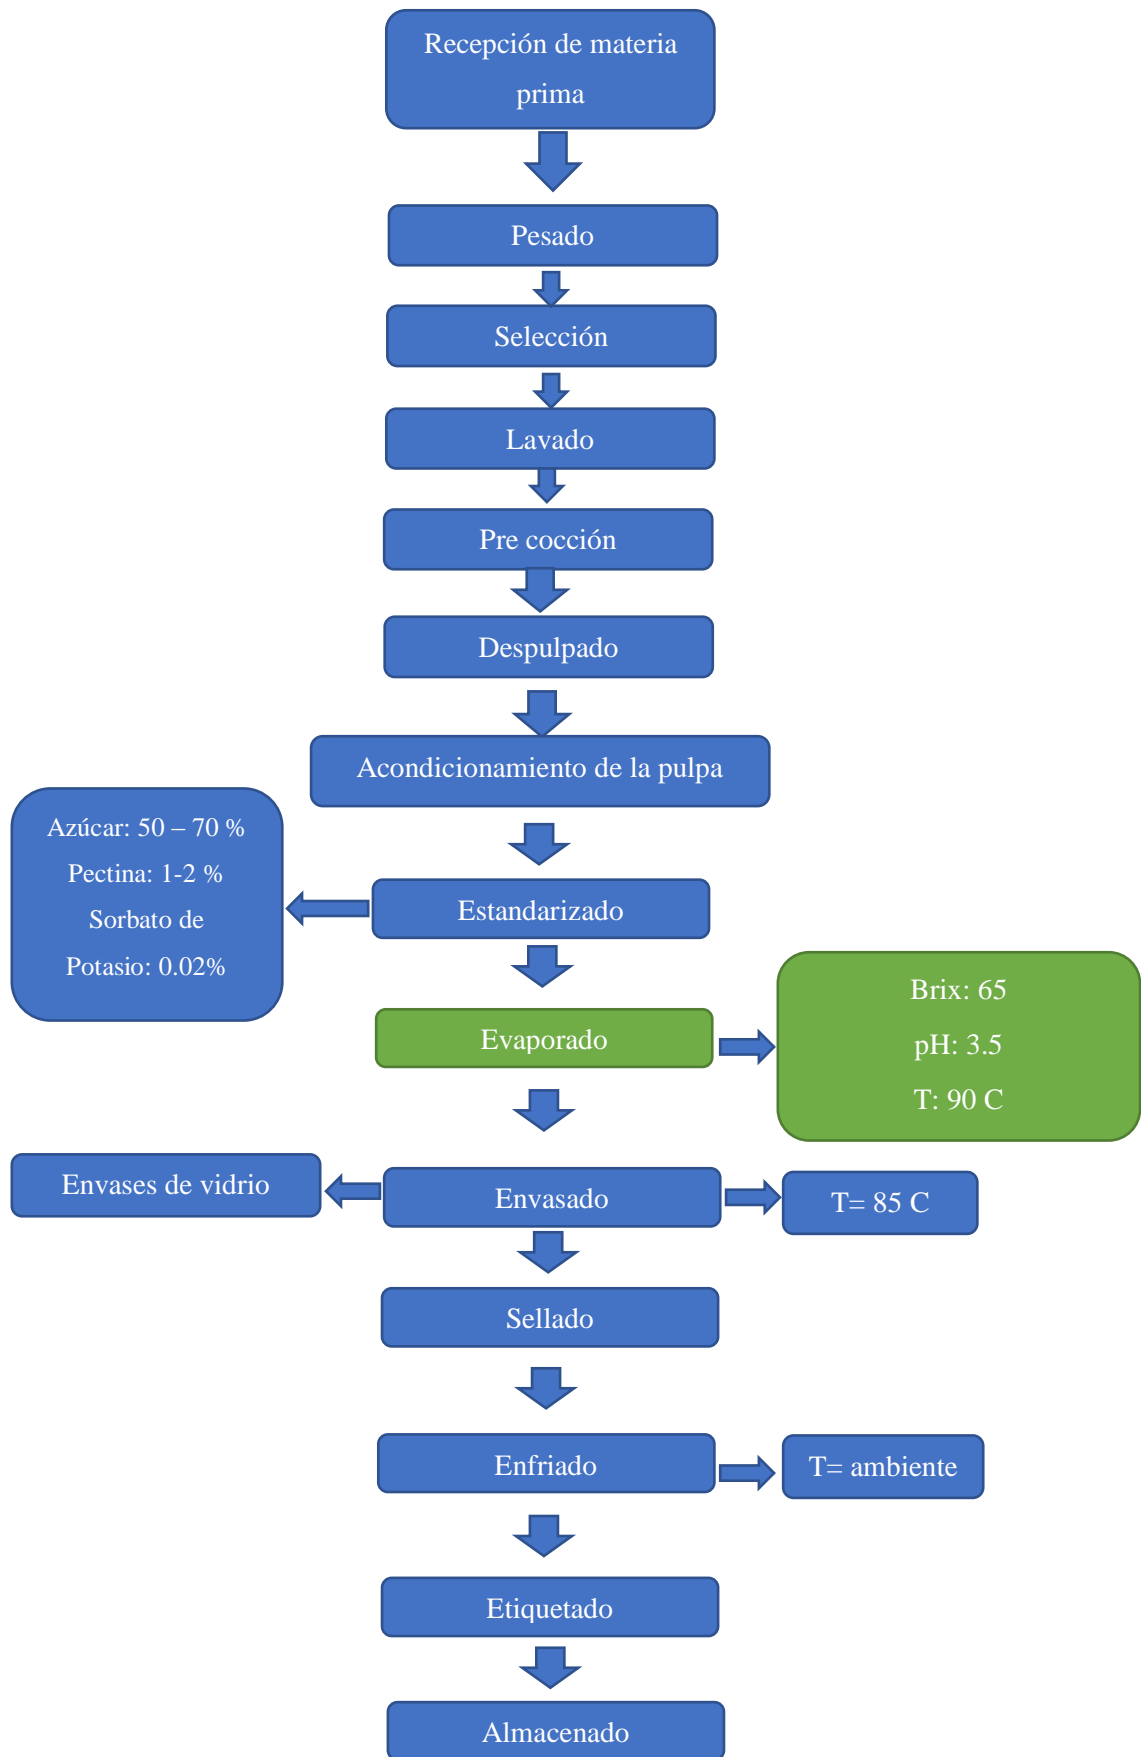 Recepción de materia
prima
Pesado
Selección
Lavado
Pre cocción
Despulpado
Acondicionamiento de la pulpa
Azúcar: 50 – 70 %
Pectina: 1-2 %
Sorbato de
Potasio: 0.02%
Estandarizado
Evaporado
Brix: 65
pH: 3.5
T: 90 C
Envases de vidrio
Envasado
T= 85 C
Sellado
Enfriado
T= ambiente
Etiquetado
Almacenado